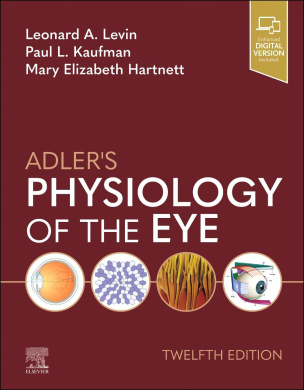 Leonard A. Levin
Paul L. Kaufman
Mary Elizabeth Hartnett
Enhanced
DIGITAL
VERSION
Included
ADLER'S
PHYSIOLOGY
OF THE EYE
ELSEVIER
TWELFTH EDITION